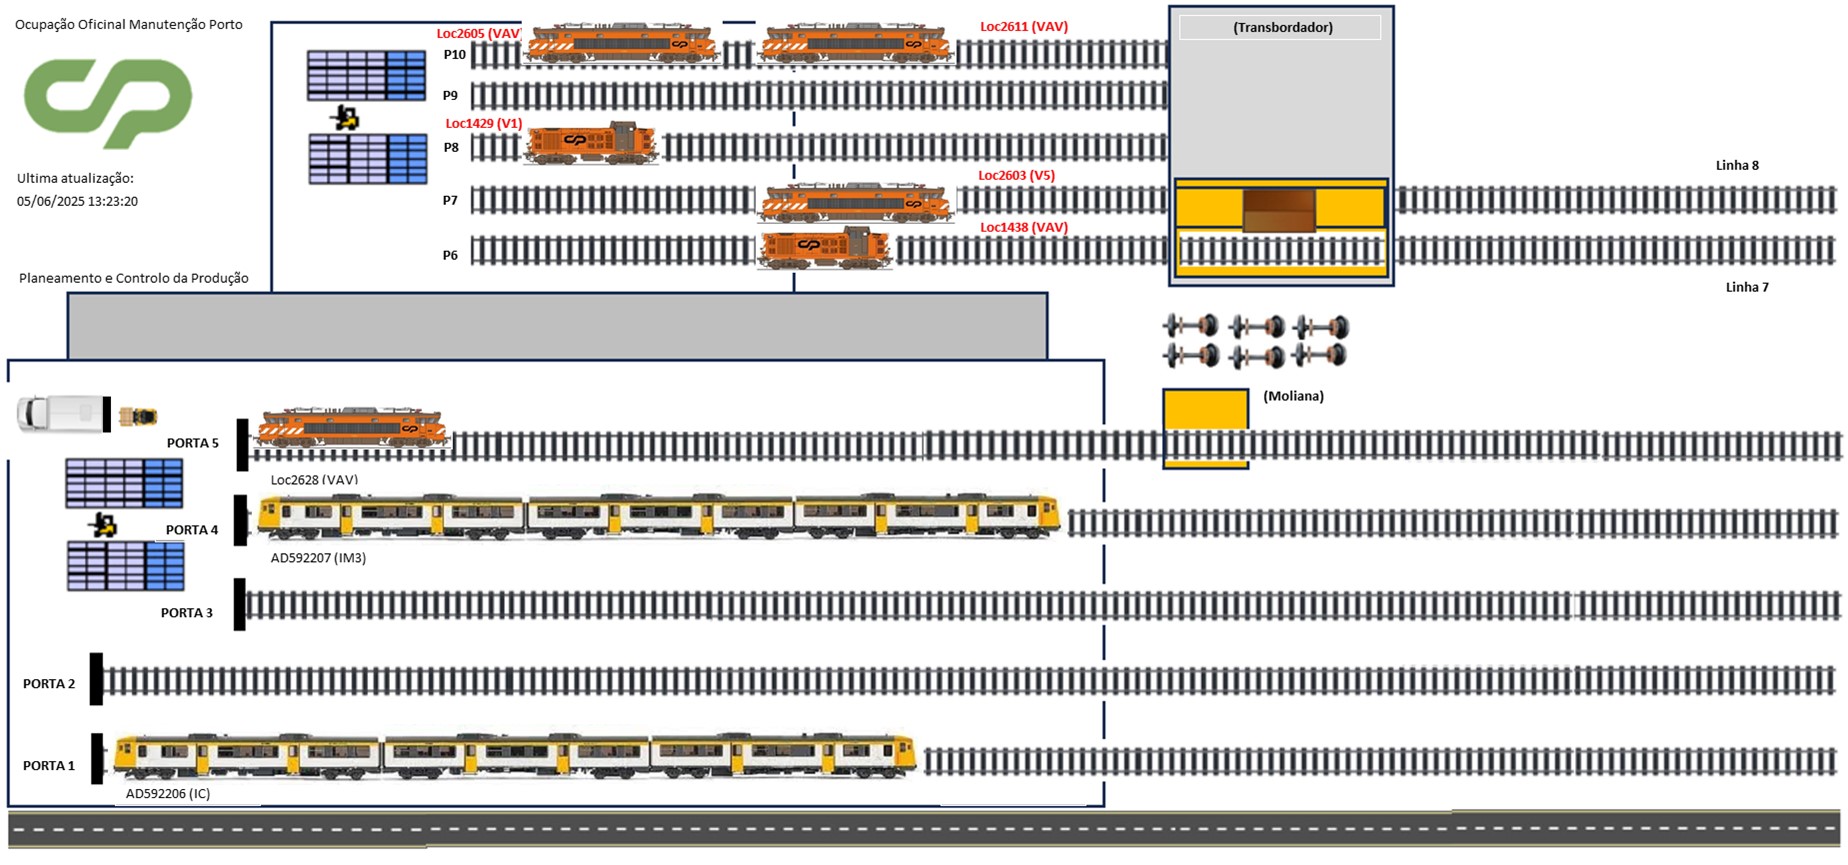 Ocupação Oficinal Manutenção Porto
Loc2605 (VAV)
Loc2611 (VAV)
(Transbordador)
P10
P9
Loc1429 (V1)
P8
Ultima atualização:
05/06/2025 13:23:20
Loc2603 (V5)
Linha 8
P7
Loc1438 (VAV)
P6
Planeamento e Controlo da Produção
Linha 7
(Moliana)
PORTA 5
Loc2628 (VAV)
PORTA 4
AD592207 (IM3)
PORTA 3
PORTA 2
PORTA 1
AD592206 (IC)